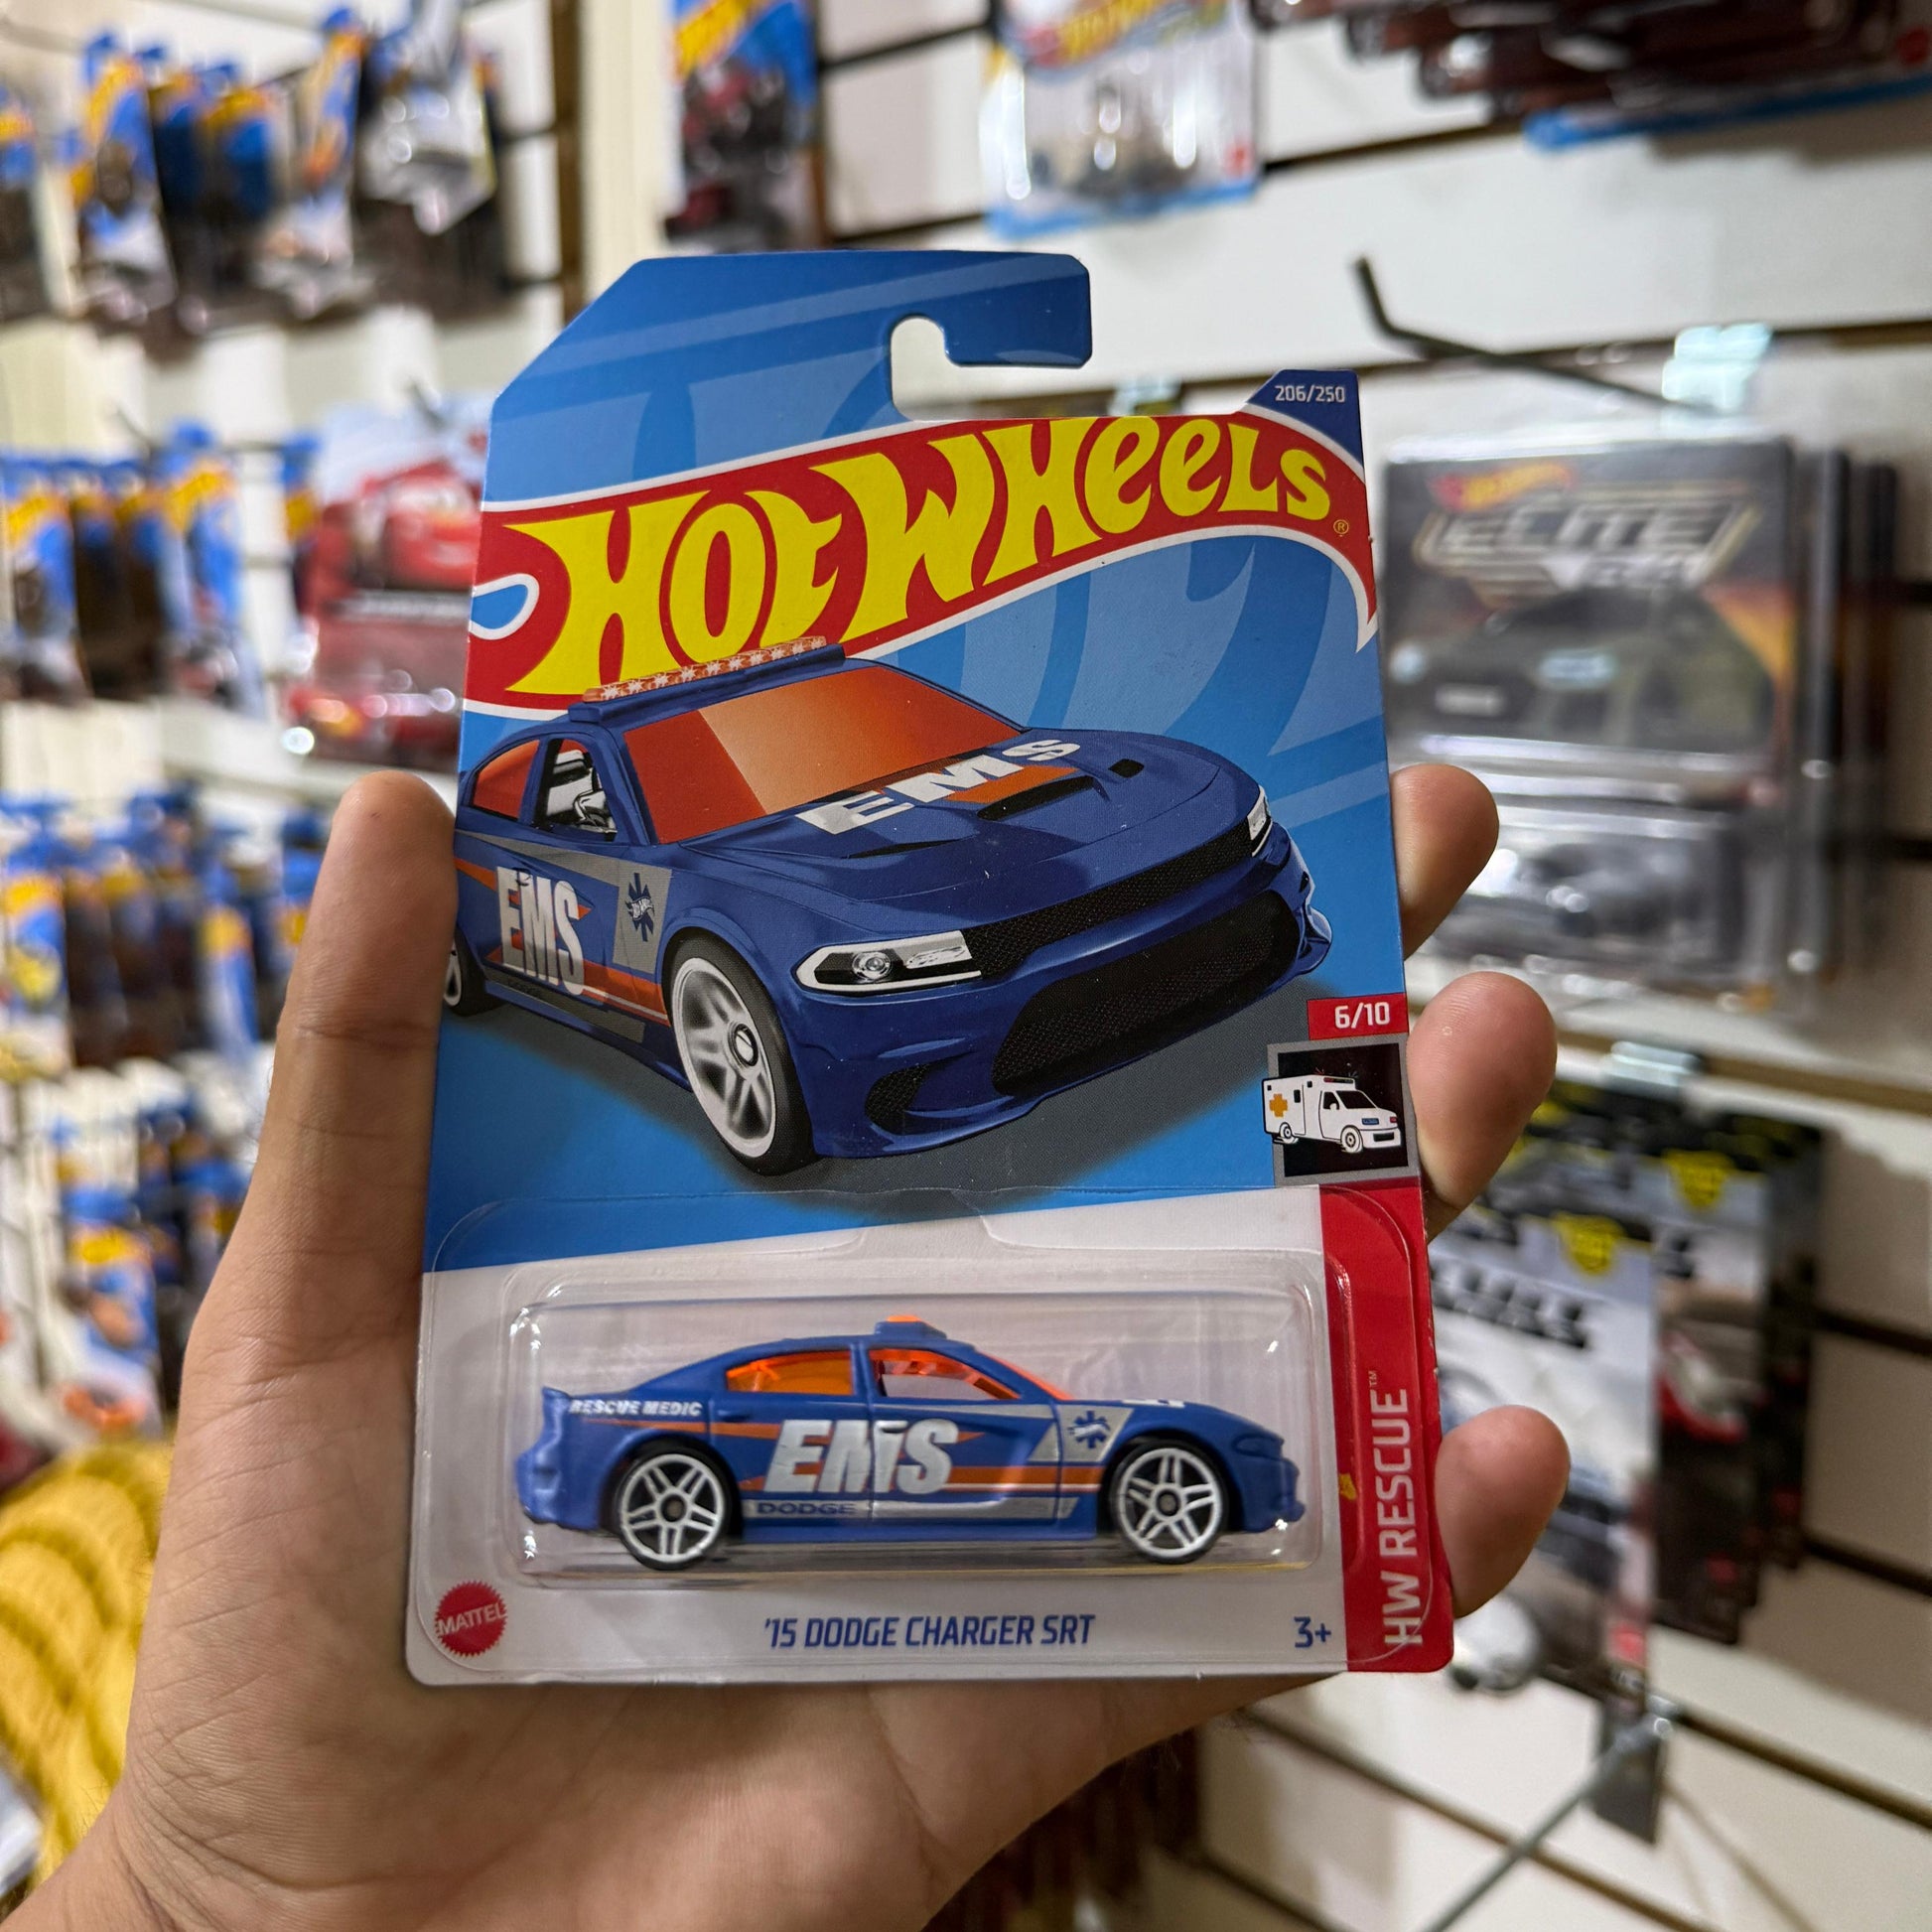 206/250
HOT WHEELS®
EMS
EMS
6/10
RESCUE MEDIC
EMS
DODGE
MATTEL
'15 DODGE CHARGER SRT
3+
HW RESCUE™
ELITE